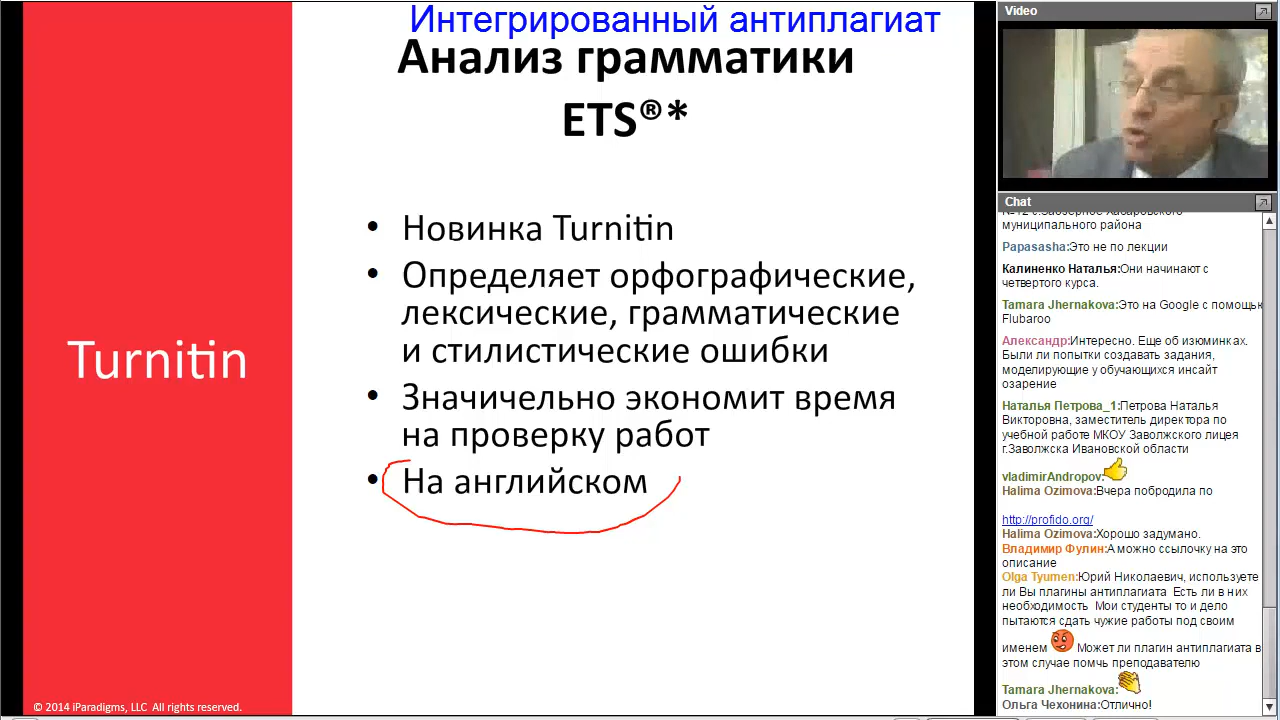 Интегрированный антиплагиат
Анализ грамматики
ETS®*
Turnitin
• Новинка Turnitin
• Определяет орфографические,
лексические, грамматические
и стилистические ошибки
• Значичельно экономит время
на проверку работ
• На английском
© 2014 iParadigms, LLC All rights reserved.
Video
Chat
муниципального района
Papasasha:Это не по лекции
Калиненко Наталья:Они начинают с
четвертого курса.
Tamara Jhernakova:Это на Google с помощью
Flubaroo
Александр:Интересно. Еще об изюминках.
Были ли попытки создавать задания,
моделирующие у обучающихся инсайт
озарение
Наталья Петрова_1:Петрова Наталья
Викторовна, заместитель директора по
учебной работе МКОУ Заволжского лицея
г.Заволжска Ивановской области
vladimirAndropov:
Halima Ozimova:Вчера побродила по
http://profido.org/
Halima Ozimova:Хорошо задумано.
Владимир Фулин:А можно ссылочку на это
описание
Olga Tyumen:Юрий Николаевич, используете
ли Вы плагины антиплагиата Есть ли в них
необходимость Мои студенты то и дело
пытаются сдать чужие работы под своим
именем Может ли плагин антиплагиата в
этом случае помчь преподавателю
Tamara Jhernakova:
Ольга Чехонина:Отлично!